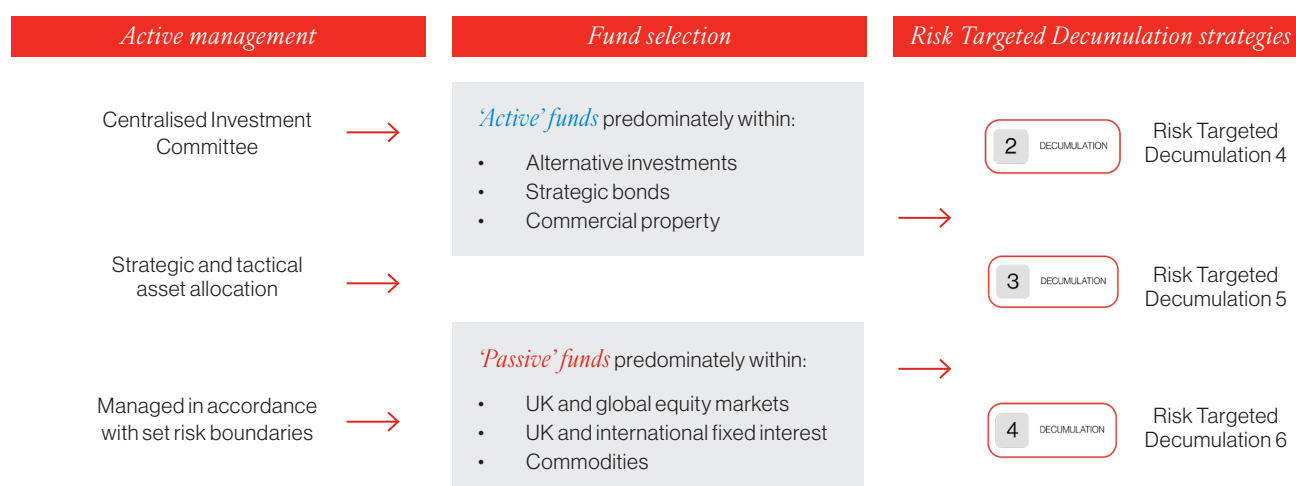 Active management
Centralised Investment
Committee
Strategic and tactical
asset allocation
Managed in accordance
with set risk boundaries
Fund selection
‘Active’ funds predominately within:
• Alternative investments
• Strategic bonds
• Commercial property
‘Passive’ funds predominately within:
• UK and global equity markets
• UK and international fixed interest
• Commodities
Risk Targeted Decumulation strategies
2 DECUMULATION
Risk Targeted
Decumulation 4
3 DECUMULATION
Risk Targeted
Decumulation 5
4 DECUMULATION
Risk Targeted
Decumulation 6